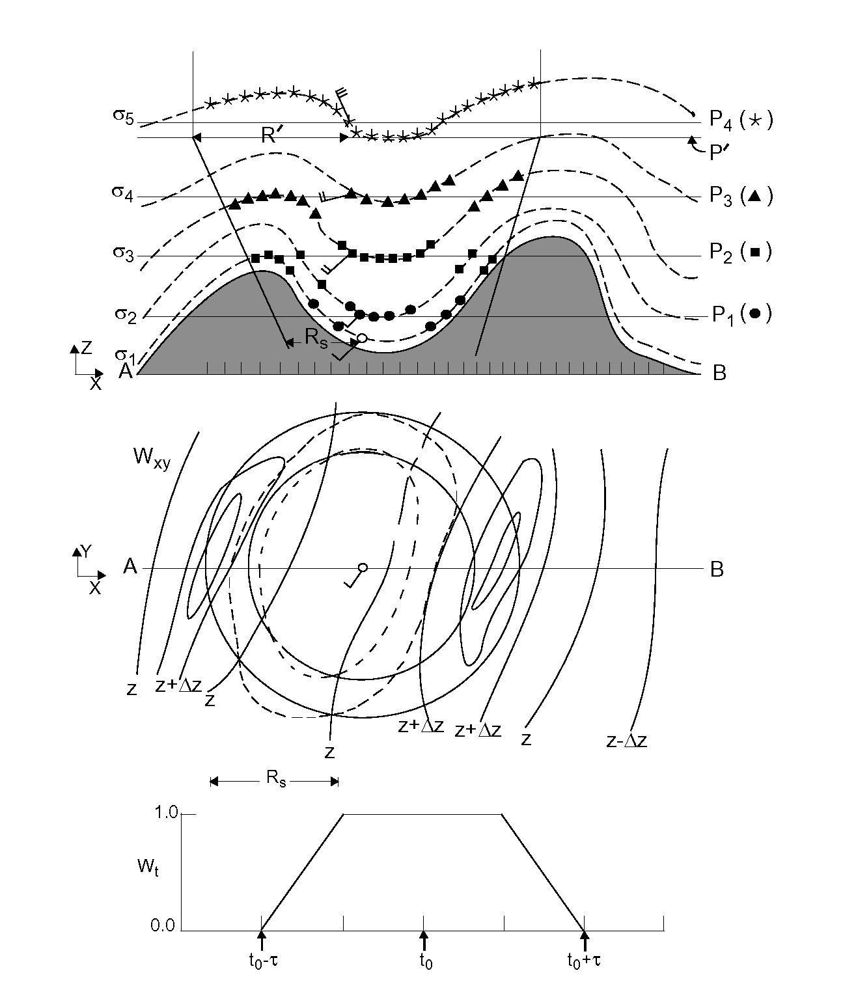 σ5
P4 (✶)
R′
P′
σ4
P3 (▲)
σ3
P2 (■)
σ2
P1 (●)
Rs
σ1
Z
X
A
B
Wxy
Y
X
A
B
z
z+Δz
z
z+Δz
z+Δz
z
z-Δz
z
Rs
1.0
Wt
0.0
t0-τ
t0
t0+τ